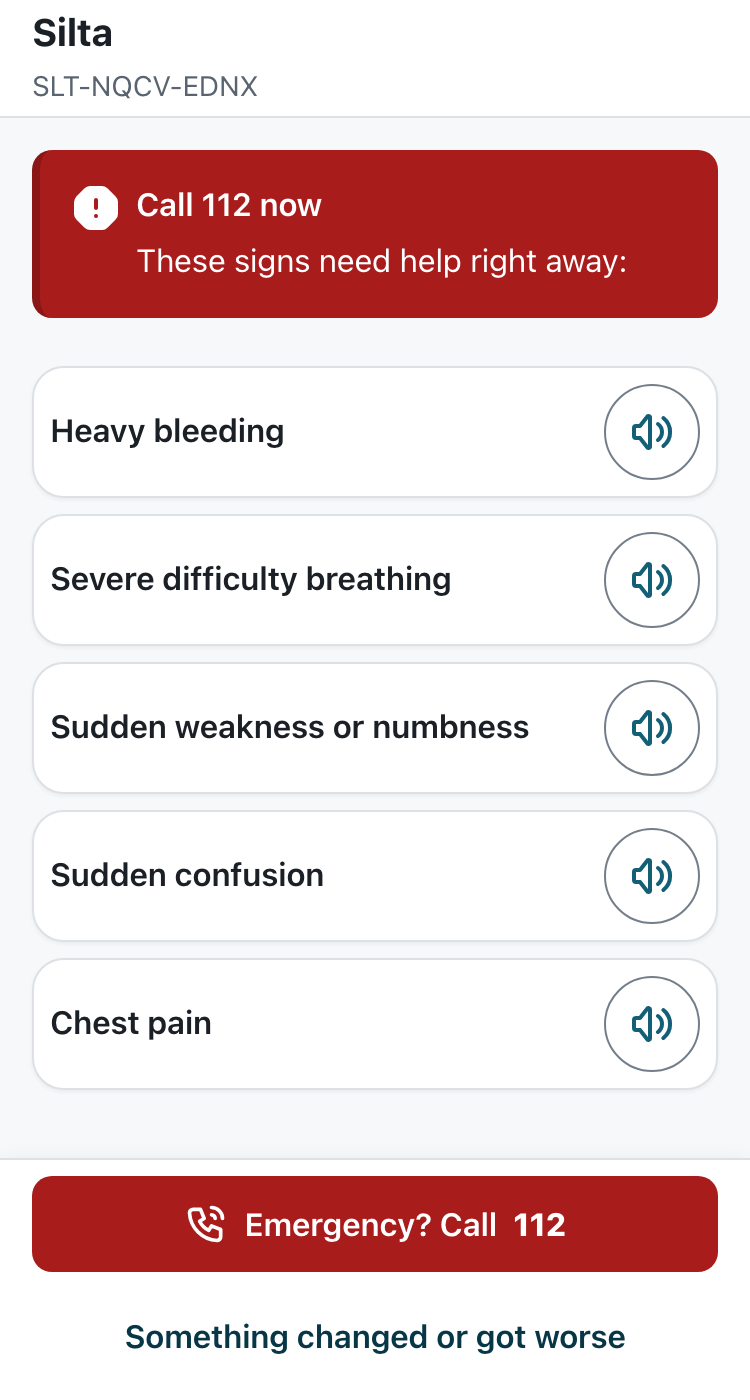 Silta
SLT-NQCV-EDNX
Call 112 now
These signs need help right away:
Heavy bleeding
Severe difficulty breathing
Sudden weakness or numbness
Sudden confusion
Chest pain
Emergency? Call 112
Something changed or got worse